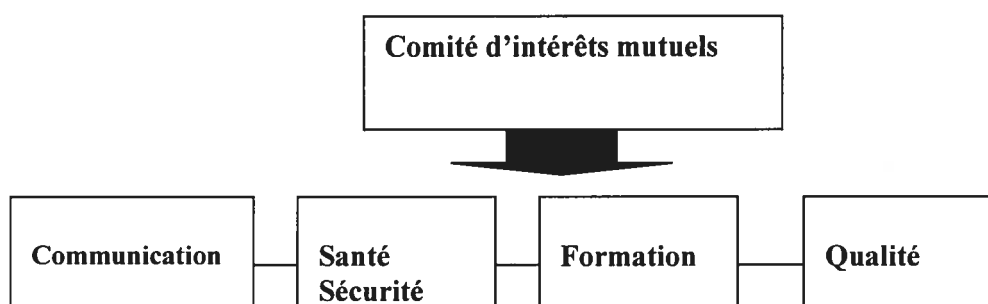 Comité d'intérêts mutuels
Communication
Santé
Sécurité
Formation
Qualité